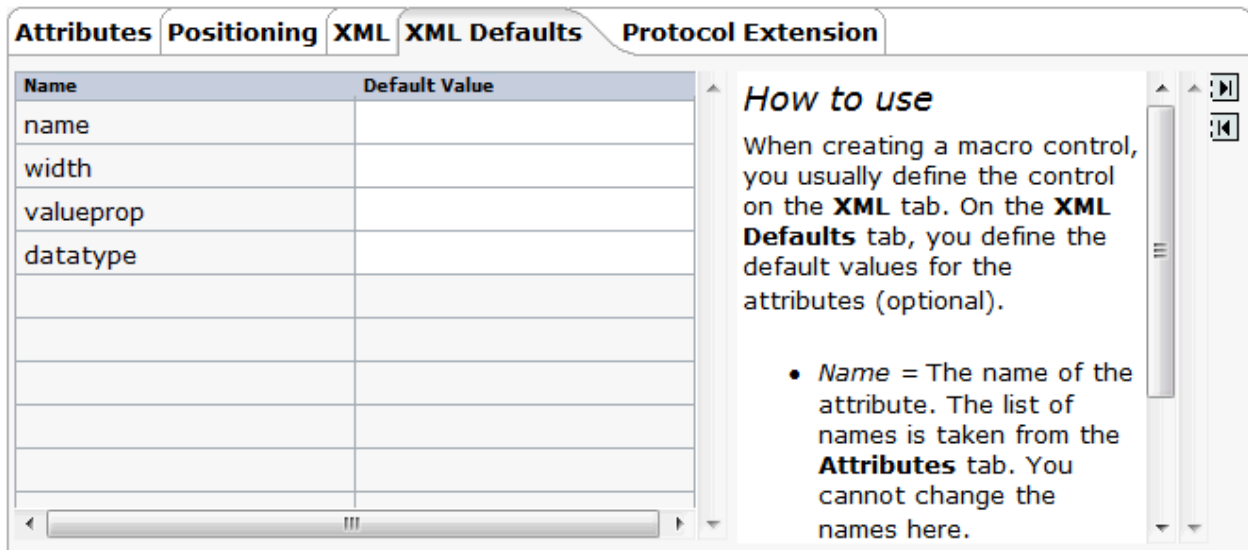 Attributes Positioning XML XML Defaults Protocol Extension
Name Default Value
name
width
valueprop
datatype
How to use
When creating a macro control,
you usually define the control
on the XML tab. On the XML
Defaults tab, you define the
default values for the
attributes (optional).
• Name = The name of the
attribute. The list of
names is taken from the
Attributes tab. You
cannot change the
names here.